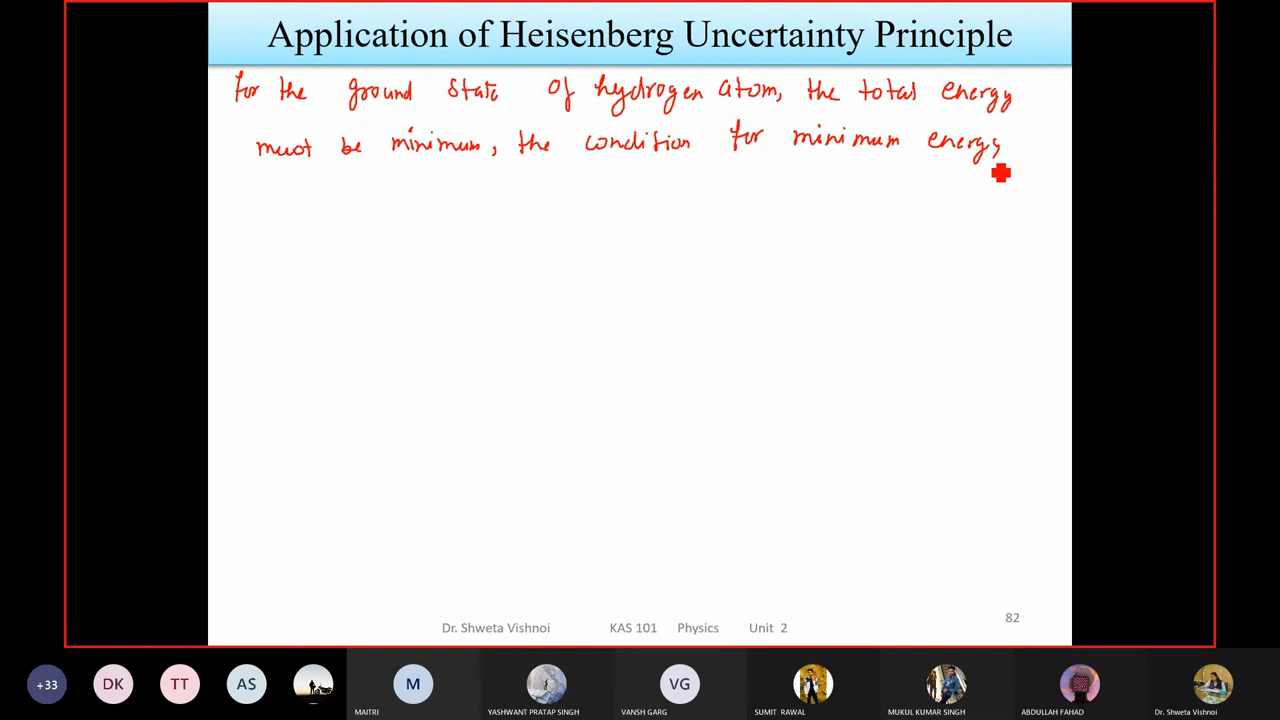 Application of Heisenberg Uncertainty Principle
for the ground state of hydrogen atom, the total energy
must be minimum, the condition for minimum energy
82
Dr. Shweta Vishnoi KAS 101 Physics Unit 2
+33 DK TT AS M VG
MAITRI YASHWANT PRATAP SINGH VANSH GARG SUMIT RAWAL MUKUL KUMAR SINGH ABDULLAH FAHAD Dr. Shweta Vishnoi